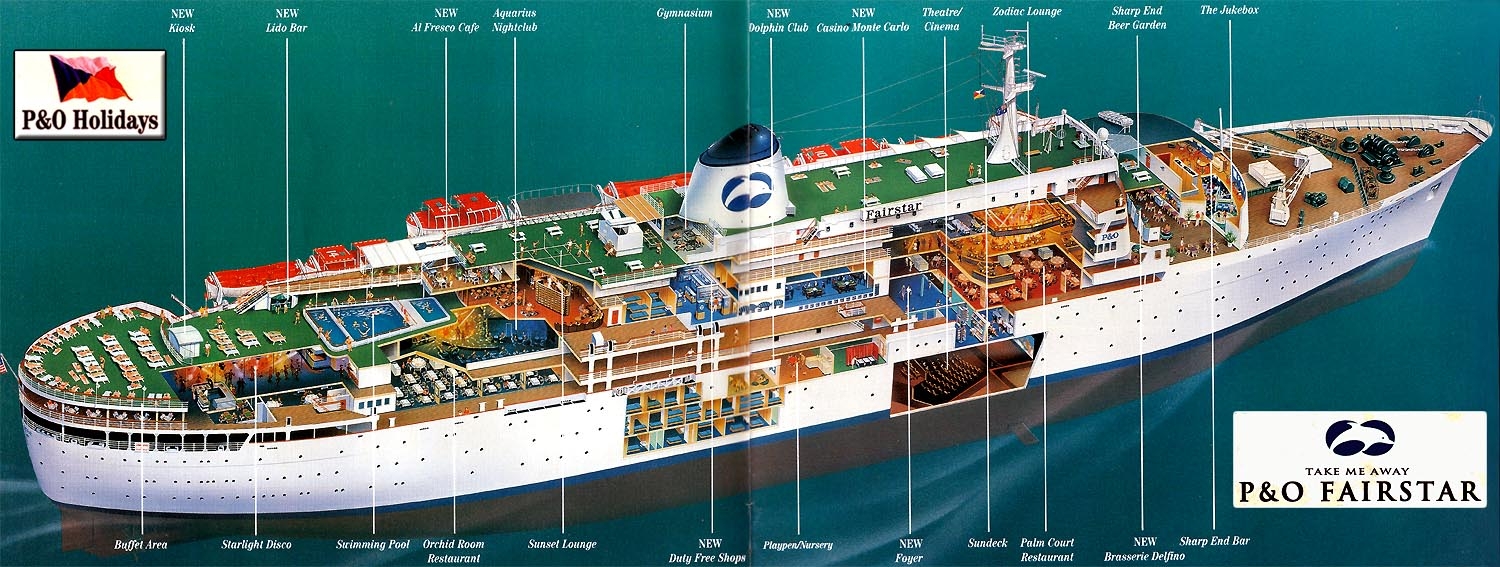 NEW
Kiosk
NEW
Lido Bar
NEW
Al Fresco Cafe
Aquarius
Nightclub
Gymnasium
NEW
Dolphin Club
NEW
Casino Monte Carlo
Theatre/
Cinema
Zodiac Lounge
Sharp End
Beer Garden
The Jukebox
P&O Holidays
Fairstar
P&O
TAKE ME AWAY
P&O FAIRSTAR
Buffet Area
Starlight Disco
Swimming Pool
Orchid Room
Restaurant
Sunset Lounge
NEW
Duty Free Shops
Playpen/Nursery
NEW
Foyer
Sundeck
Palm Court
Restaurant
NEW
Brasserie Delfino
Sharp End Bar